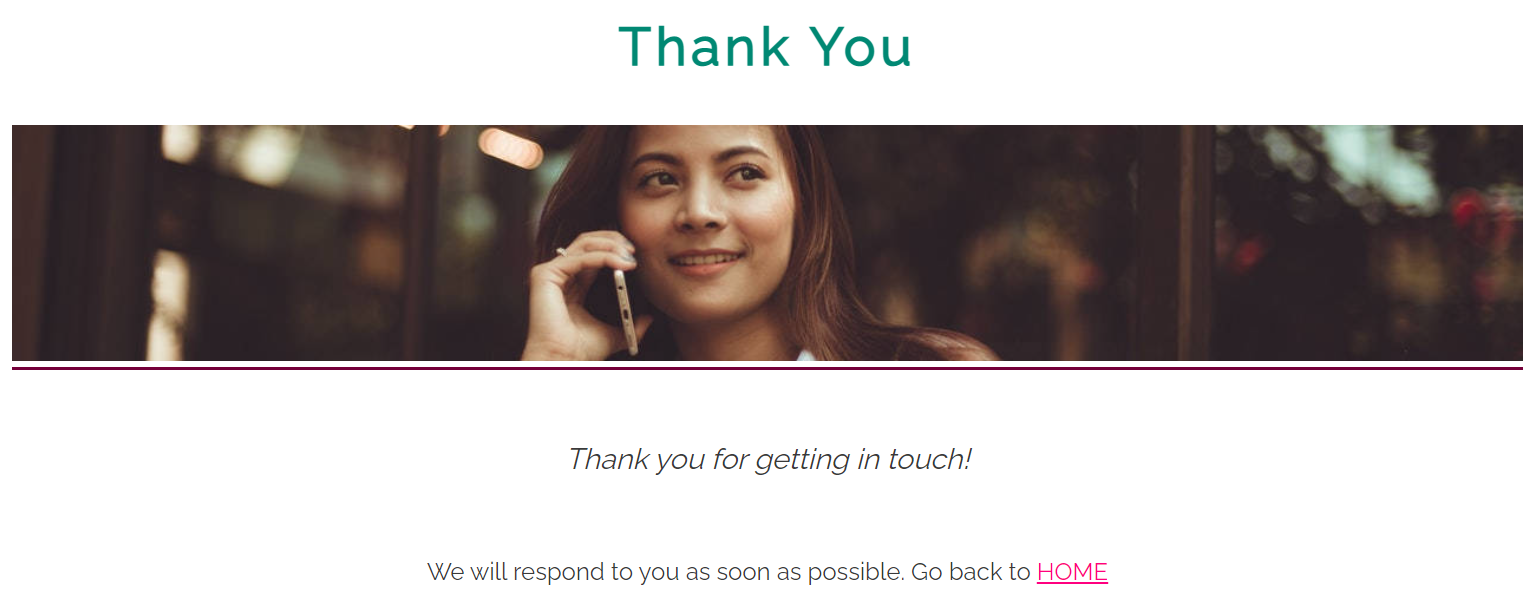 Thank You
Thank you for getting in touch!
We will respond to you as soon as possible. Go back to HOME